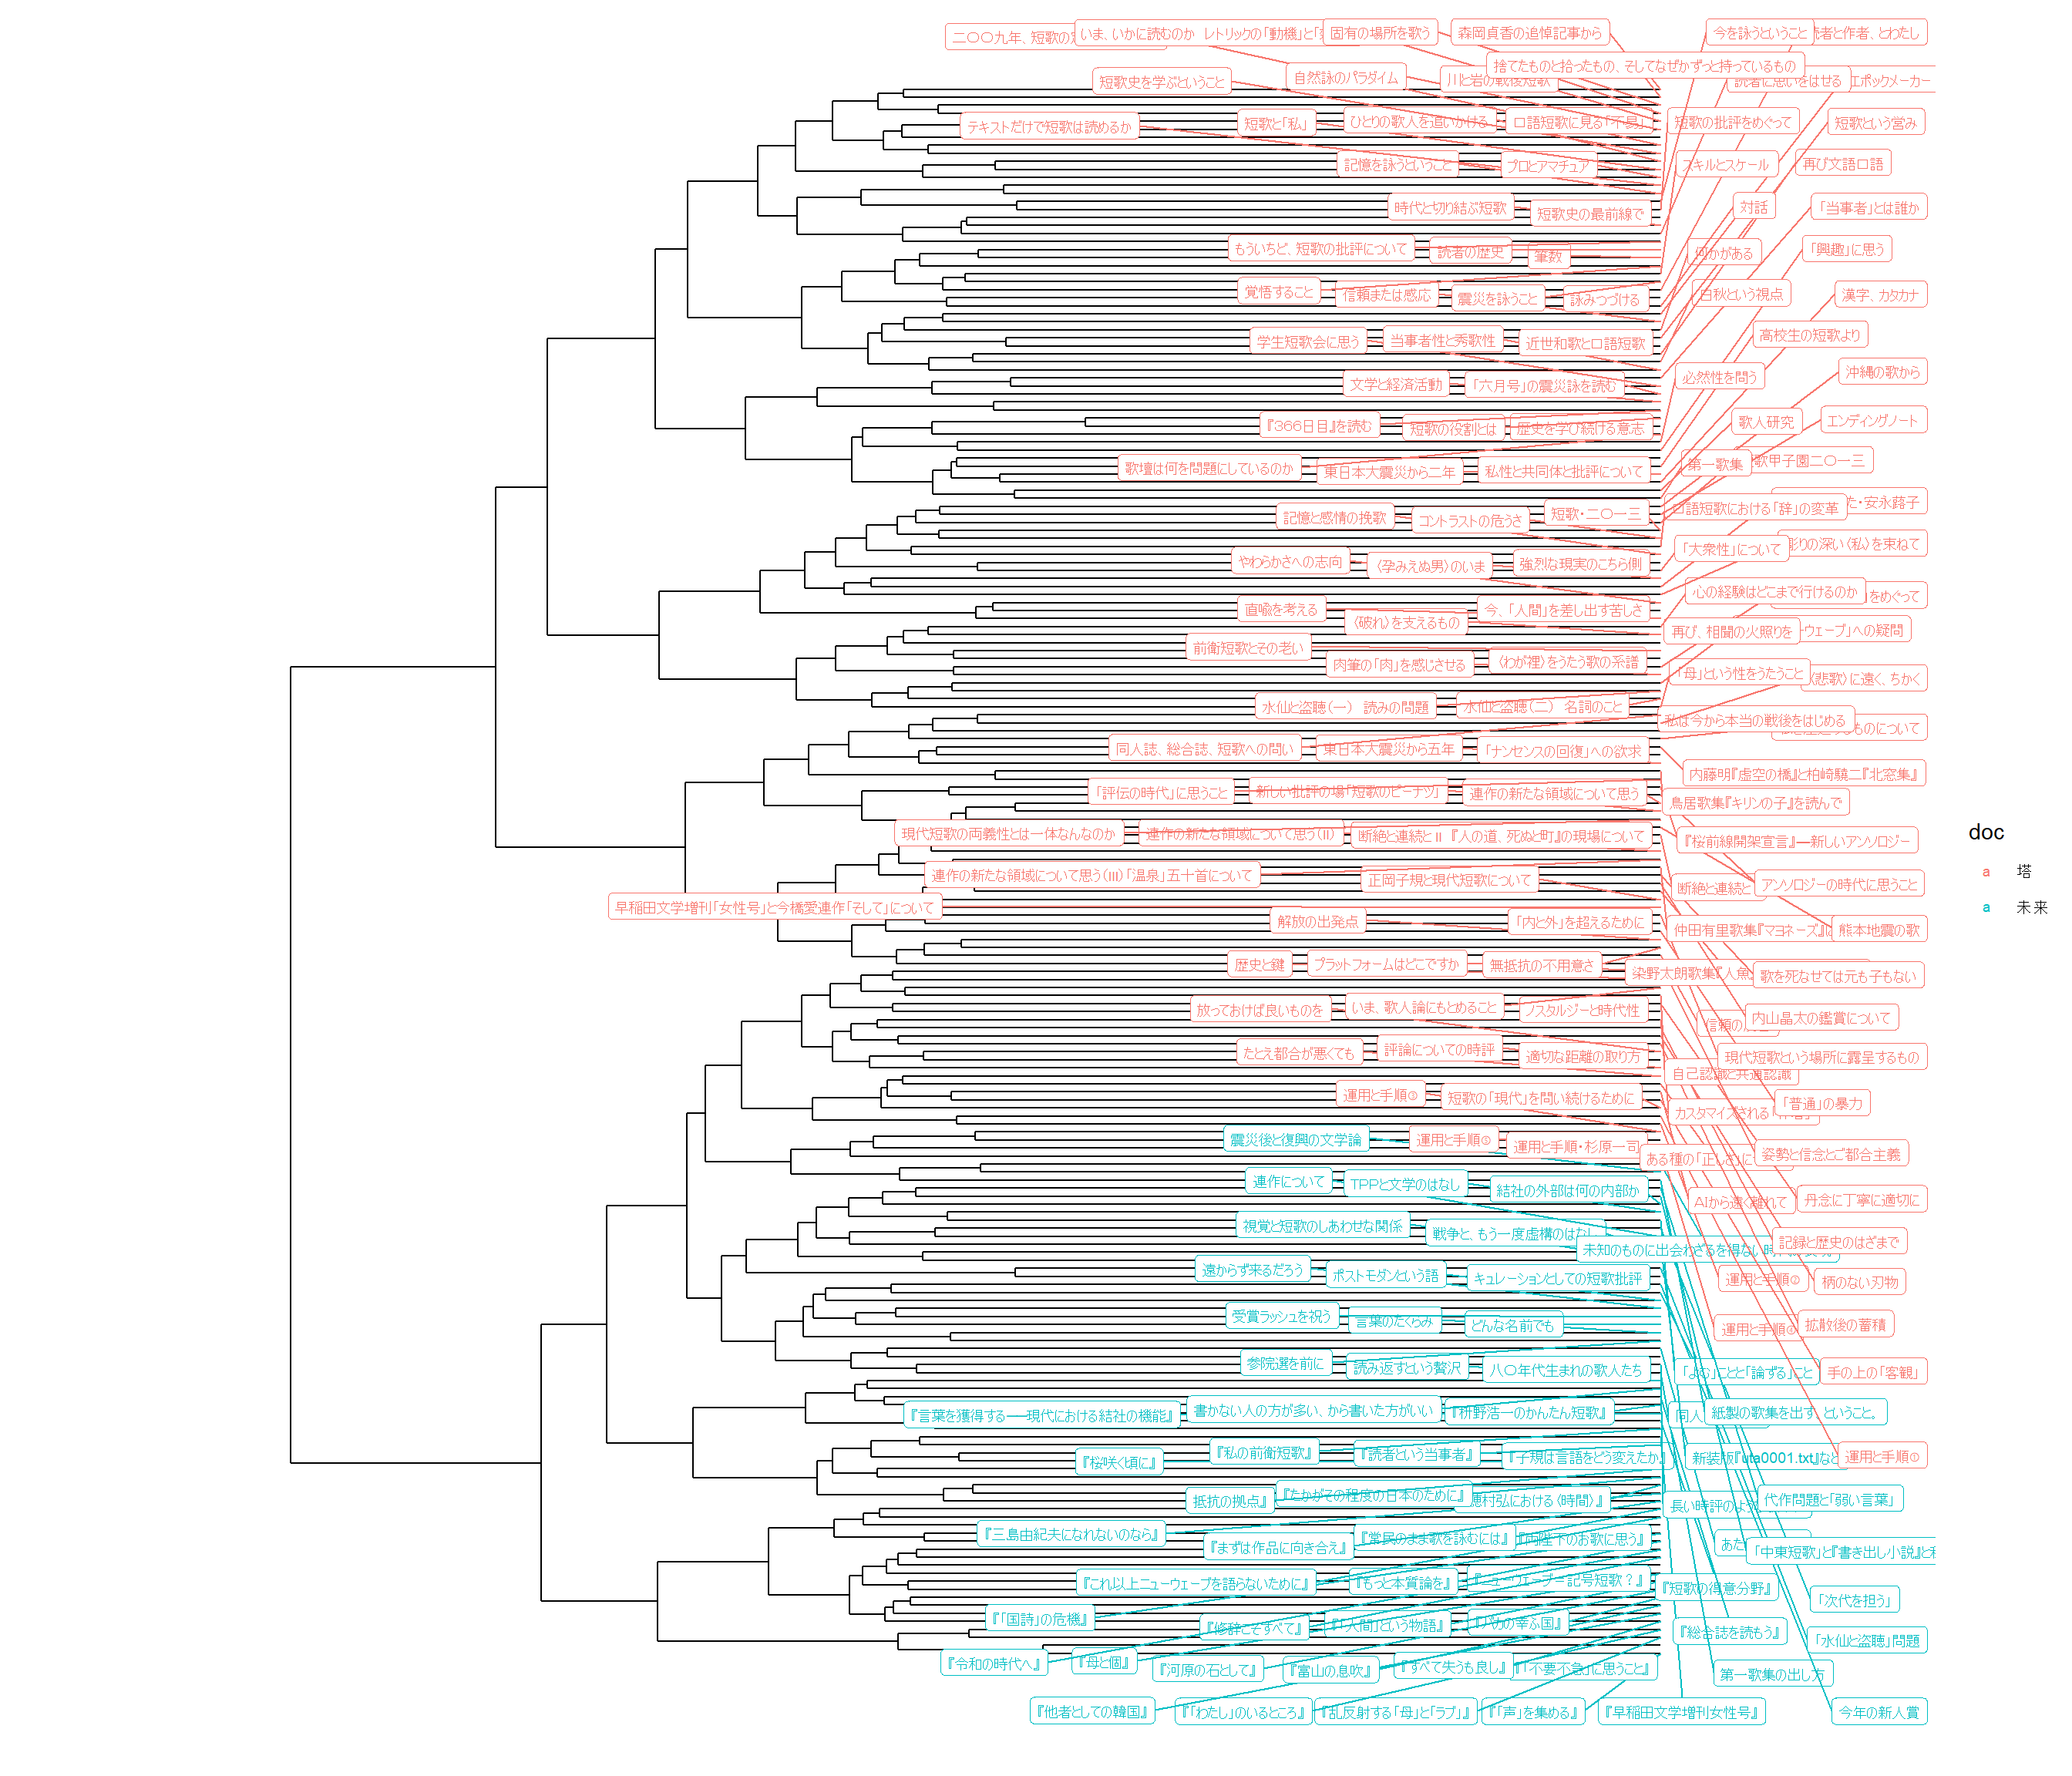 二〇〇九年、短歌の
いま、いかに読むのか レトリックの「動機」と「
固有の場所を歌う
森岡貞香の追悼記事から
今を詠うということ
読者と作者、とわたし
短歌史を学ぶということ
自然詠のパラダイム
川と岩の戦後短歌
捨てたものと拾ったもの、そしてなぜかずっと持っているもの
読者に思いをはせる
エポックメーカー
テキストだけで短歌は読めるか
短歌と「私」
ひとりの歌人を追いかける
口語短歌に見る「不易」
短歌の批評をめぐって
短歌という営み
記憶を詠うということ
プロとアマチュア
スキルとスケール
再び文語口語
時代と切り結ぶ短歌
短歌史の最前線で
対話
「当事者」とは誰か
もういちど、短歌の批評について
読者の歴史
筆数
何かがある
「興趣」に思う
覚悟すること
信頼または感応
震災を詠うこと
詠みつづける
白秋という視点
漢字、カタカナ
学生短歌会に思う
当事者性と秀歌性
近世和歌と口語短歌
高校生の短歌より
文学と経済活動
「六月号」の震災詠を読む
必然性を問う
沖縄の歌から
『366日目』を読む
短歌の役割とは
歴史を学び続ける意志
歌人研究
エンディングノート
歌壇は何を問題にしているのか
東日本大震災から二年
私性と共同体と批評について
第一歌集
歌甲子園二〇一三
記憶と感情の挽歌
コントラストの危うさ
短歌・二〇一三
口語短歌における「辞」の変革
た・安永蕗子
やわらかさへの志向
〈孕みえぬ男〉のいま
強烈な現実のこちら側
「大衆性」について
彫りの深い〈私〉を束ねて
直喩を考える
〈破れ〉を支えるもの
今、「人間」を差し出す苦しさ
心の経験はどこまで行けるのか
をめぐって
前衛短歌とその老い
肉筆の「肉」を感じさせる
〈わが裡〉をうたう歌の系譜
再び、相聞の火照りを
ーウェーブ」への疑問
水仙と盗聴(一) 読みの問題
水仙と盗聴(二) 名詞のこと
「母」という性をうたうこと
〈悲歌〉に遠く、ちかく
私は今から本当の戦後をはじめる
ものについて
同人誌、総合誌、短歌への問い
東日本大震災から五年
「ナンセンスの回復」への欲求
内藤明『虚空の橋』と柏崎驍二『北窓集』
「評伝の時代」に思うこと
新しい批評の場「短歌のピーナツ」
連作の新たな領域について思う
鳥居歌集『キリンの子』を読んで
現代短歌の両義性とは一体なんなのか
連作の新たな領域について思う(II)
断絶と連続とⅡ 『人の道、死ぬと町』の現場について
『桜前線開架宣言』―新しいアンソロジー
連作の新たな領域について思う(III)「温泉」五十首について
正岡子規と現代短歌について
断絶と連続と
アンソロジーの時代に思うこと
早稲田文学増刊「女性号」と今橋愛連作「そして」について
解放の出発点
「内と外」を超えるために
仲田有里歌集『マヨネーズ』
熊本地震の歌
歴史と鍵
プラットフォームはどこですか
無抵抗の不用意さ
染野太朗歌集『人魚
歌を死なせては元も子もない
放っておけば良いものを
いま、歌人論にもとめること
ノスタルジーと時代性
信頼の
内山晶太の鑑賞について
たとえ都合が悪くても
評論についての時評
適切な距離の取り方
自己認識と共通認識
現代短歌という場所に露呈するもの
運用と手順③
短歌の「現代」を問い続けるために
カスタマイズされる「
「普通」の暴力
震災後と復興の文学論
運用と手順⑤
運用と手順・杉原一司
ある種の「正しさ」に
姿勢と信念とご都合主義
連作について
TPPと文学のはなし
結社の外部は何の内部か
AIから遠く離れて
丹念に丁寧に適切に
視覚と短歌のしあわせな関係
戦争と、もう一度虚構のはなし
未知のものに出会わざるを得ない時
記録と歴史のはざまで
遠からず来るだろう
ポストモダンという語
キュレーションとしての短歌批評
運用と手順②
柄のない刃物
受賞ラッシュを祝う
言葉のたくらみ
どんな名前でも
運用と手順
拡散後の蓄積
参院選を前に
読み返すという贅沢
八〇年代生まれの歌人たち
「よむ」ことと「論ずる」こと
手の上の「客観」
『言葉を獲得する――現代における結社の機能』
書かない人の方が多い、から書いた方がいい
『枡野浩一のかんたん短歌』
同人
紙製の歌集を出す、ということ。
『桜咲く頃に』
『私の前衛短歌』
『読者という当事者』
『子規は言語をどう変えたか』
新装版『uta0001.txt』など
運用と手順①
抵抗の拠点』
『たかがその程度の日本のために』
穂村弘における〈時間〉』
長い時評のよ
代作問題と「弱い言葉」
『三島由紀夫になれないのなら』
『まずは作品に向き合え』
『常民のまま歌を詠むには』
『両陛下のお歌に思う』
あた
「中東短歌」と『書き出し小説』と
『これ以上ニューウェーブを語らないために』
『もっと本質論を』
『ニューウェーブ＝記号短歌？』
『短歌の得意分野』
「次代を担う」
『「国詩」の危機』
『修辞こそすべて』
『「人間」という物語』
の幸ふ国』
『総合誌を読もう』
「水仙と盗聴」問題
『令和の時代へ』
『母と個』
『河原の石として』
『富山の息吹』
『すべて失うも良し』
『「不要不急」に思うこと』
第一歌集の出し方
『他者としての韓国』
『「わたし」のいるところ』
『乱反射する「母」と「ラブ」』
『「声」を集める』
『早稲田文学増刊女性号』
今年の新人賞
doc
a 塔
a 未来